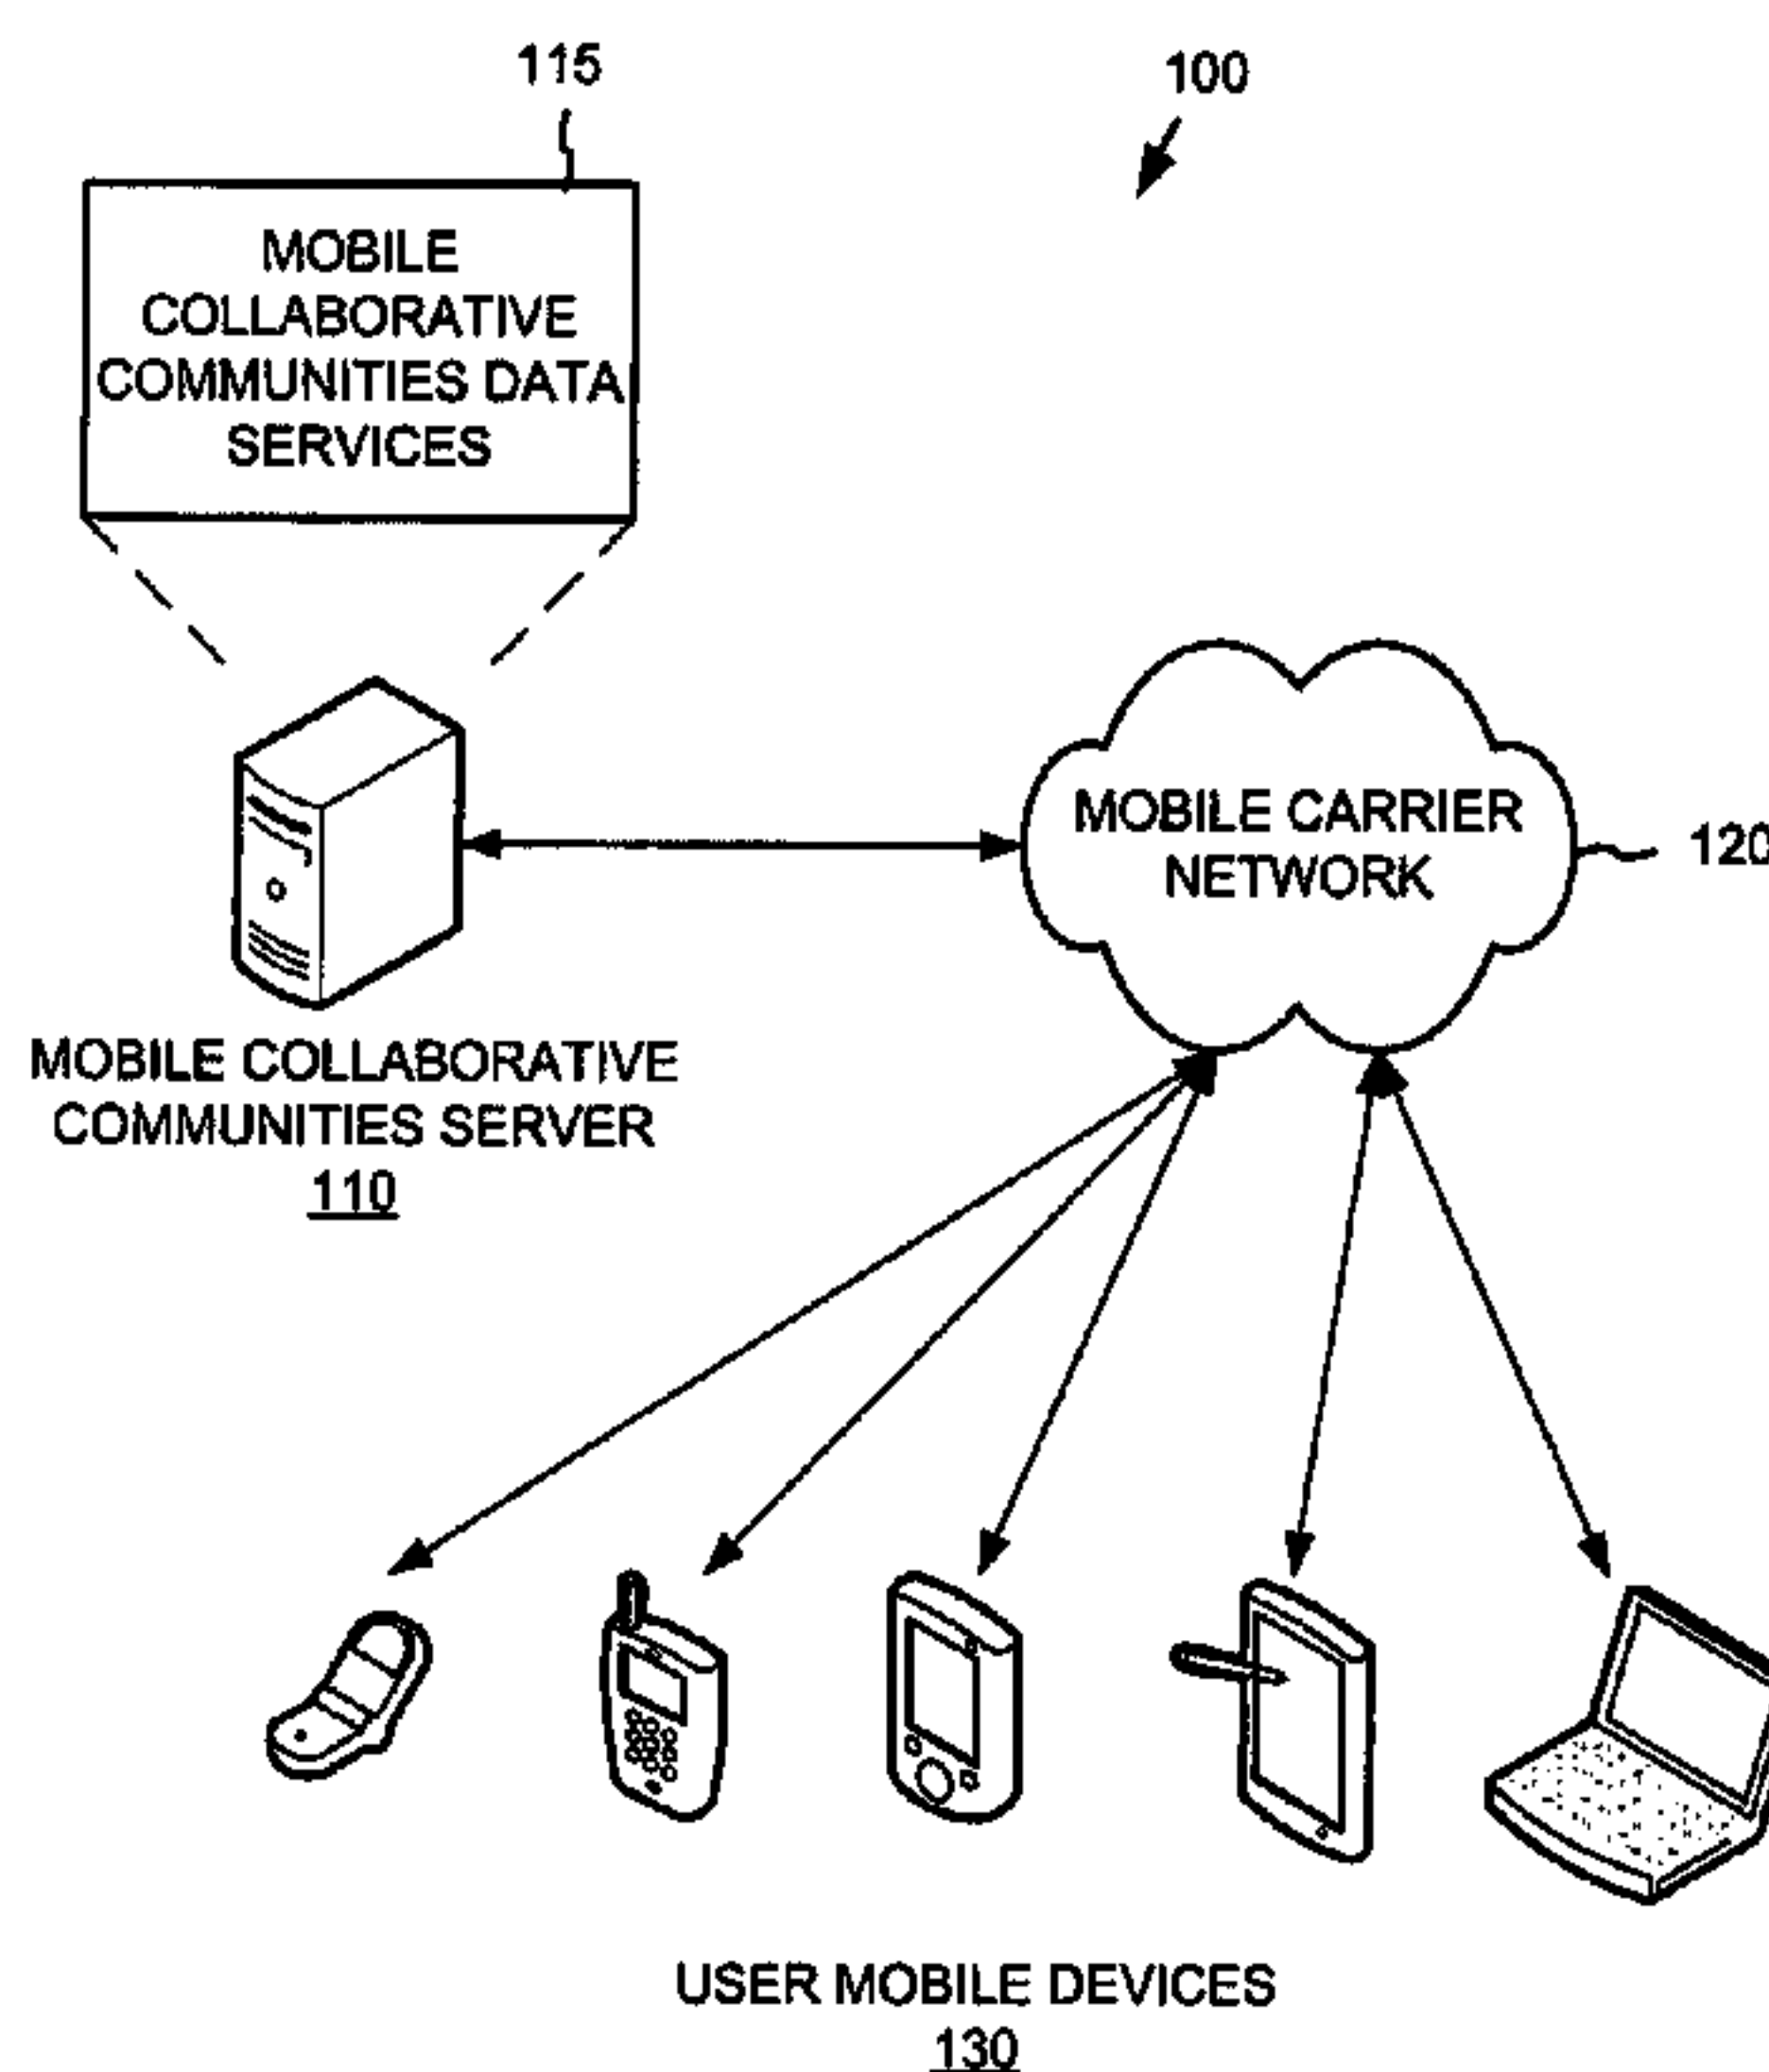 115
100
MOBILE
COLLABORATIVE
COMMUNITIES DATA
SERVICES
MOBILE CARRIER
NETWORK
120
MOBILE COLLABORATIVE
COMMUNITIES SERVER
110
USER MOBILE DEVICES
130